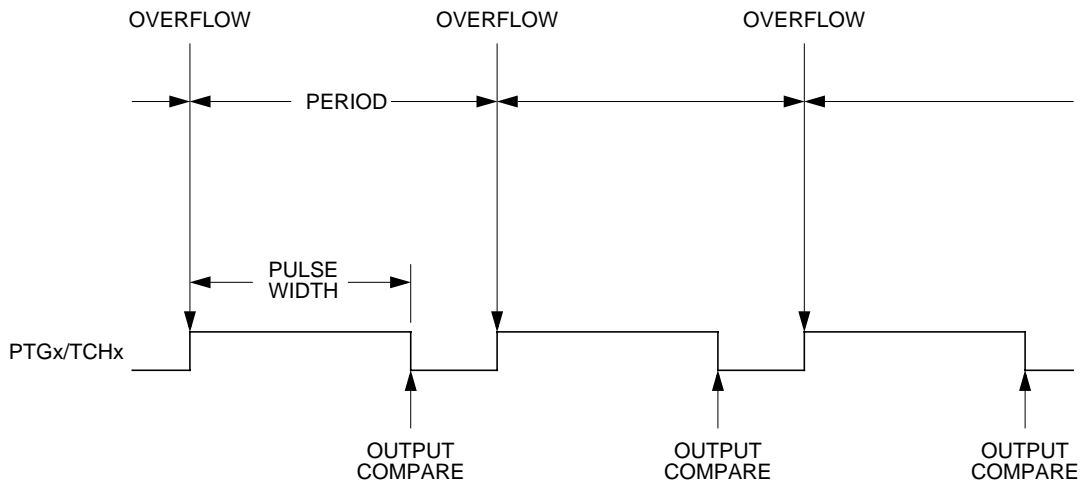 OVERFLOW
OVERFLOW
OVERFLOW
PERIOD
PULSE
WIDTH
PTGx/TCHx
OUTPUT
COMPARE
OUTPUT
COMPARE
OUTPUT
COMPARE